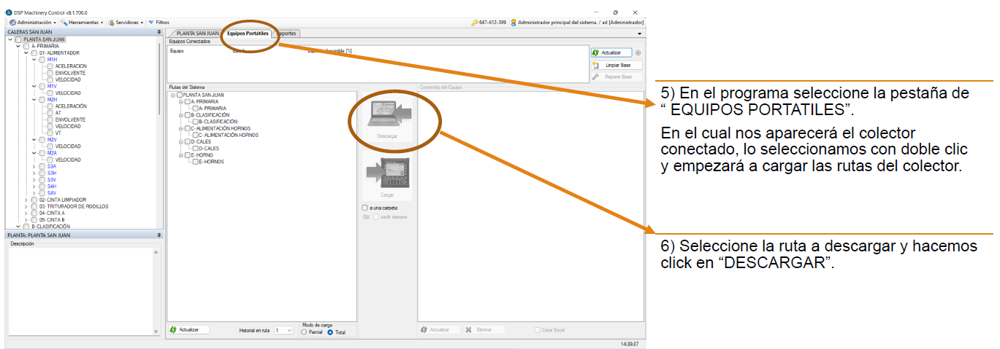 DSP Machinery Control v8.1.700.0
Administración Herramientas Servidores Filtros 647-612-399 Administrador principal del sistema. / ad [Administrador]
CALERAS SAN JUAN
PLANTA SAN JUAN
A- PRIMARIA
01- ALIMENTADOR
M1H
ACELERACION
ENVOLVENTE
VELOCIDAD
M1V
VELOCIDAD
M2H
ACELERACIÓN
AT
ENVOLVENTE
VELOCIDAD
VT
M2V
VELOCIDAD
M2A
VELOCIDAD
S3A
S3H
S3V
S4H
S4V
02- CINTA LIMPIADOR
03- TRITURADOR DE RODILLOS
04- CINTA A
05- CINTA B
B- CLASIFICACIÓN
PLANTA: PLANTA SAN JUAN
Descripción
PLANTA SAN JUAN Equipos Portátiles Reportes
Equipos Conectados
Equipo [%]
Actualizar
Limpiar Base
Reparar Base
Rutas del Sistema
PLANTA SAN JUAN
A- PRIMARIA
A- PRIMARIA
B- CLASIFICACIÓN
B- CLASIFICACIÓN
C- ALIMENTACIÓN HORNOS
C- ALIMENTACIÓN HORNOS
D- CALES
D- CALES
E- HORNO
E- HORNOS
Descargar
Cargar
a una carpeta
pedir siempre
Contenido del Equipo
Actualizar Historial en ruta 1
Modo de carga
Parcial Total
Actualizar Eliminar Crear Excel
14:39:37
5) En el programa seleccione la pestaña de
“ EQUIPOS PORTATILES”.
En el cual nos aparecerá el colector
conectado, lo seleccionamos con doble clic
y empezará a cargar las rutas del colector.
6) Seleccione la ruta a descargar y hacemos
click en “DESCARGAR”.